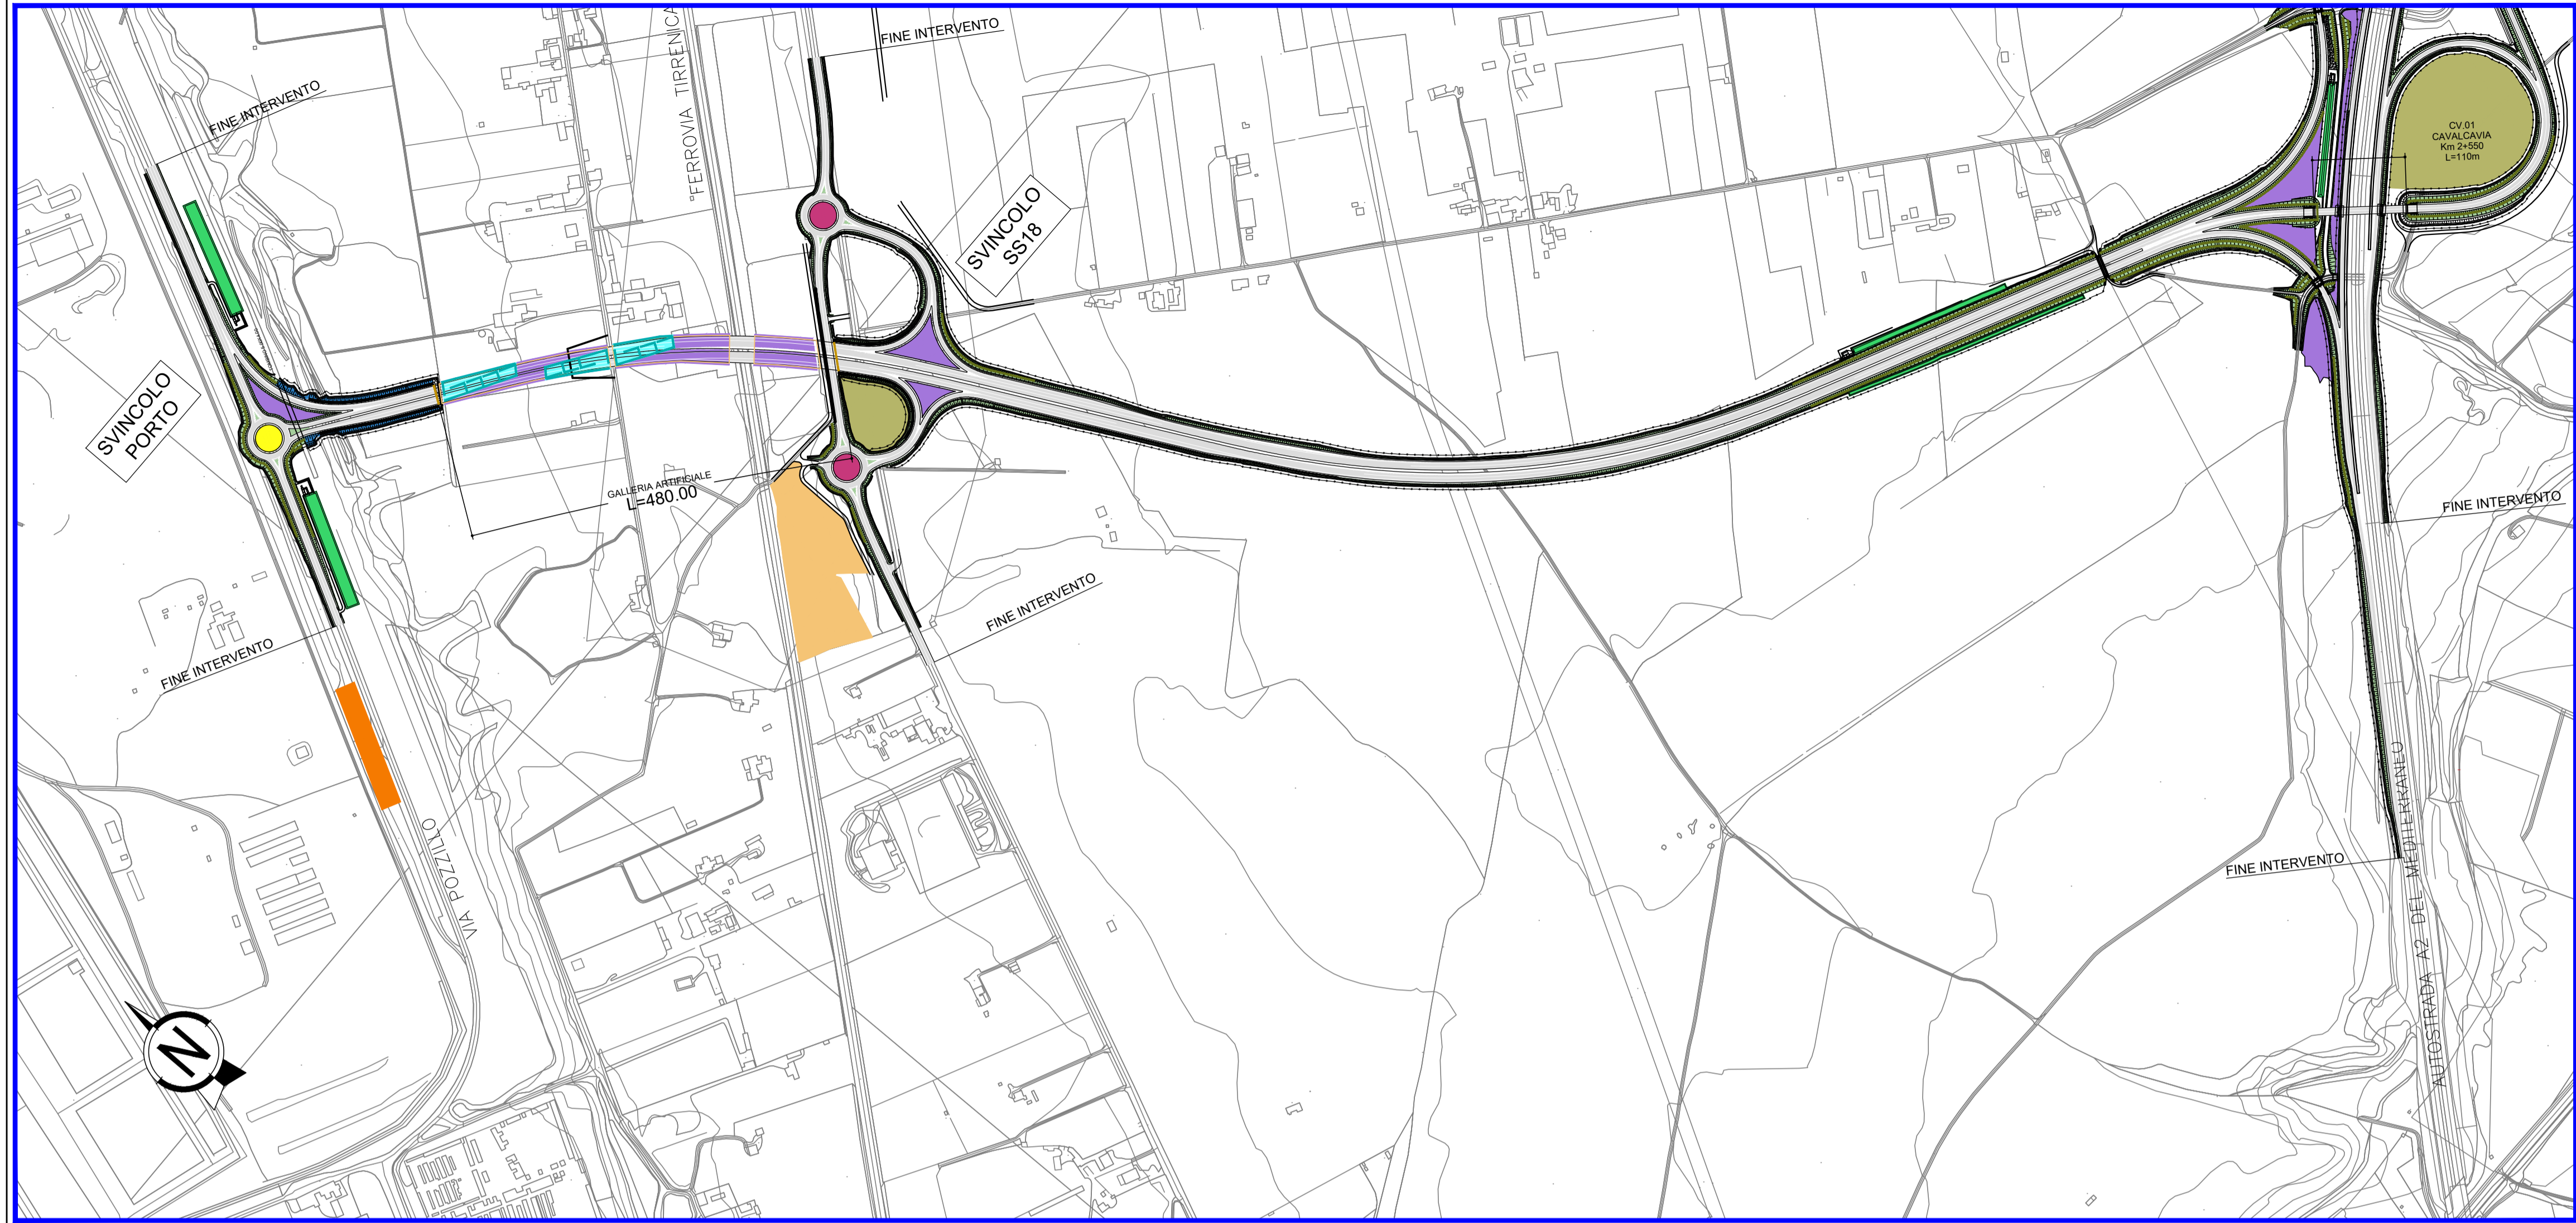 FINE INTERVENTO
FINE INTERVENTO
FERROVIA TIRRENICA
SVINCOLO
SS18
CV.01
CAVALCAVIA
Km 2+550
L=110m
SVINCOLO
PORTO
GALLERIA ARTIFICIALE
L=480.00
FINE INTERVENTO
FINE INTERVENTO
FINE INTERVENTO
FINE INTERVENTO
VIA POZZILLO
AUTOSTRADA A2 DEL MEDITERRANEO
N